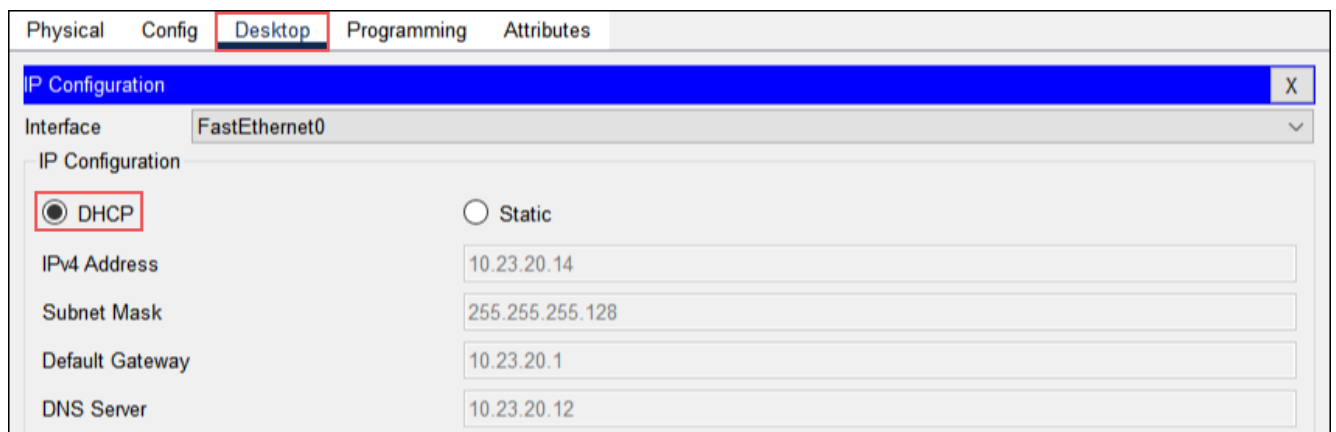 Physical Config Desktop Programming Attributes
IP Configuration X
Interface FastEthernet0
IP Configuration
DHCP Static
IPv4 Address 10.23.20.14
Subnet Mask 255.255.255.128
Default Gateway 10.23.20.1
DNS Server 10.23.20.12